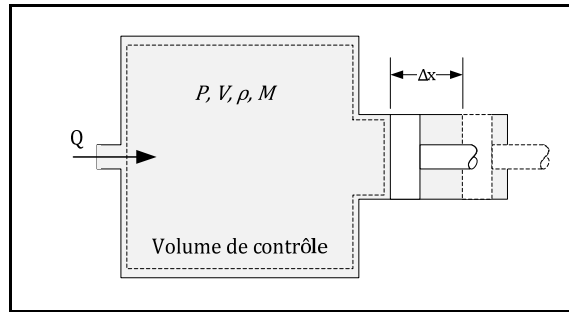 Δx
P, V, ρ, M
Q
Volume de contrôle